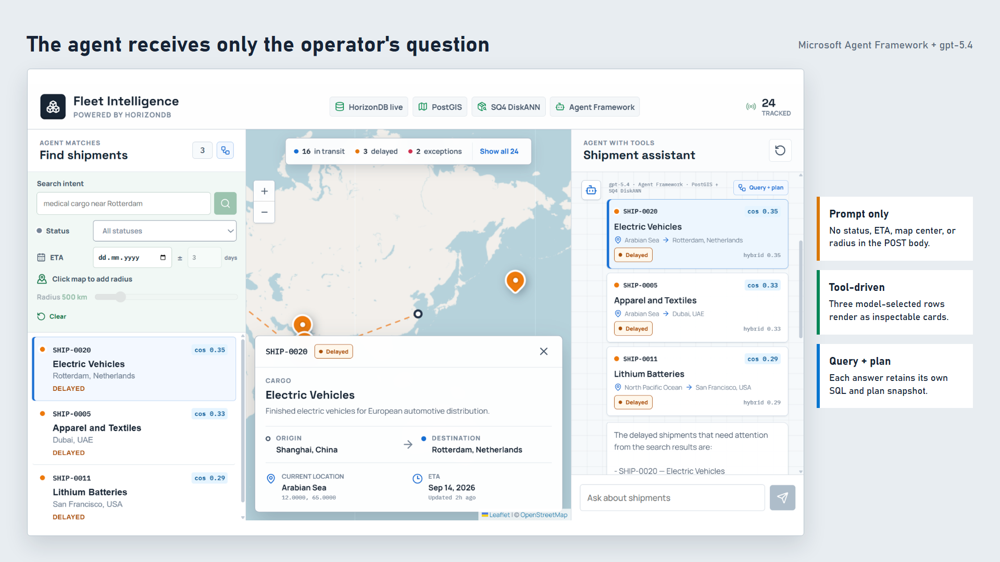 The agent receives only the operator's question
Microsoft Agent Framework + gpt-5.4
Fleet Intelligence
POWERED BY HORIZONDB
HorizonDB live
PostGIS
SQ4 DiskANN
Agent Framework
24
TRACKED
AGENT MATCHES
Find shipments
3
Search intent
medical cargo near Rotterdam
Status
All statuses
ETA
dd.mm.yyyy
±
3
days
Click map to add radius
Radius 500 km
Clear
SHIP-0020
cos 0.35
Electric Vehicles
Rotterdam, Netherlands
DELAYED
SHIP-0005
cos 0.33
Apparel and Textiles
Dubai, UAE
DELAYED
SHIP-0011
cos 0.29
Lithium Batteries
San Francisco, USA
DELAYED
16 in transit
3 delayed
2 exceptions
Show all 24
+
−
SHIP-0020
Delayed
CARGO
Electric Vehicles
Finished electric vehicles for European automotive distribution.
ORIGIN
Shanghai, China
DESTINATION
Rotterdam, Netherlands
CURRENT LOCATION
Arabian Sea
12.0000, 65.0000
ETA
Sep 14, 2026
Updated 2h ago
Leaflet | © OpenStreetMap
AGENT WITH TOOLS
Shipment assistant
gpt-5.4 · Agent Framework · PostGIS +
SQ4 DiskANN
Query + plan
SHIP-0020
cos 0.35
Electric Vehicles
Arabian Sea → Rotterdam, Netherlands
Delayed
hybrid 0.35
SHIP-0005
cos 0.33
Apparel and Textiles
Arabian Sea → Dubai, UAE
Delayed
hybrid 0.33
SHIP-0011
cos 0.29
Lithium Batteries
North Pacific Ocean → San Francisco, USA
Delayed
hybrid 0.29
The delayed shipments that need attention
from the search results are:
- SHIP-0020 — Electric Vehicles
Ask about shipments
Prompt only
No status, ETA, map center, or
radius in the POST body.
Tool-driven
Three model-selected rows
render as inspectable cards.
Query + plan
Each answer retains its own
SQL and plan snapshot.